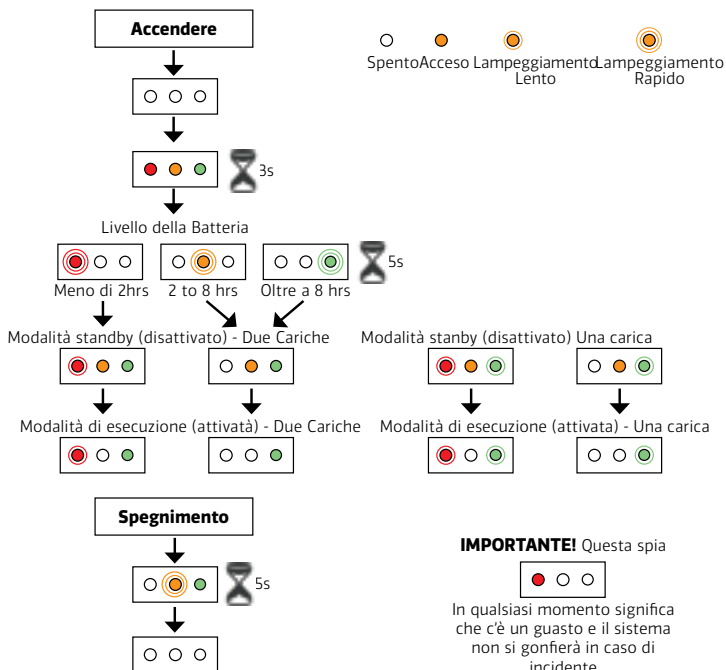 Accendere
Spento Acceso Lampeggiamento Lampeggiamento
Lento Rapido
3s
Livello della Batteria
5s
Meno di 2hrs 2 to 8 hrs Oltre a 8 hrs
Modalità standby (disattivato) - Due Cariche Modalità stanby (disattivato) Una carica
Modalità di esecuzione (attivatà) - Due Cariche Modalità di esecuzione (attivata) - Una carica
Spegnimento
5s
IMPORTANTE! Questa spia
In qualsiasi momento significa
che c'è un guasto e il sistema
non si gonfierà in caso di
incidente